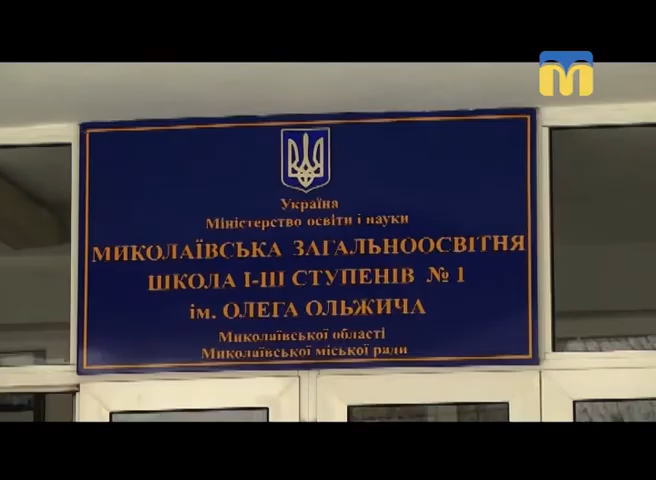 Україна
Міністерство освіти і науки
МИКОЛАЇВСЬКА ЗАГАЛЬНООСВІТНЯ
ШКОЛА І-ІІІ СТУПЕНІВ № 1
ім. ОЛЕГА ОЛЬЖИЧА
Миколаївської області
Миколаївської міської ради